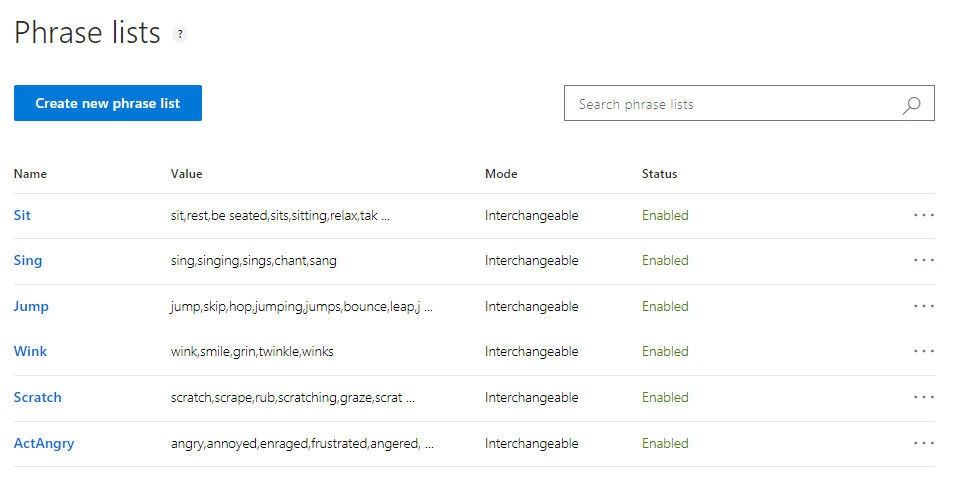 Phrase lists ?
Create new phrase list
Search phrase lists
Name Value Mode Status
Sit sit,rest,be seated,sits,sitting,relax,tak ... Interchangeable Enabled ...
Sing sing,singing,sings,chant,sang Interchangeable Enabled ...
Jump jump,skip,hop,jumping,jumps,bounce,leap,j ... Interchangeable Enabled ...
Wink wink,smile,grin,twinkle,winks Interchangeable Enabled ...
Scratch scratch,scrape,rub,scratching,graze,scrat ... Interchangeable Enabled ...
ActAngry angry,annoyed,enraged,frustrated,angered, ... Interchangeable Enabled ...